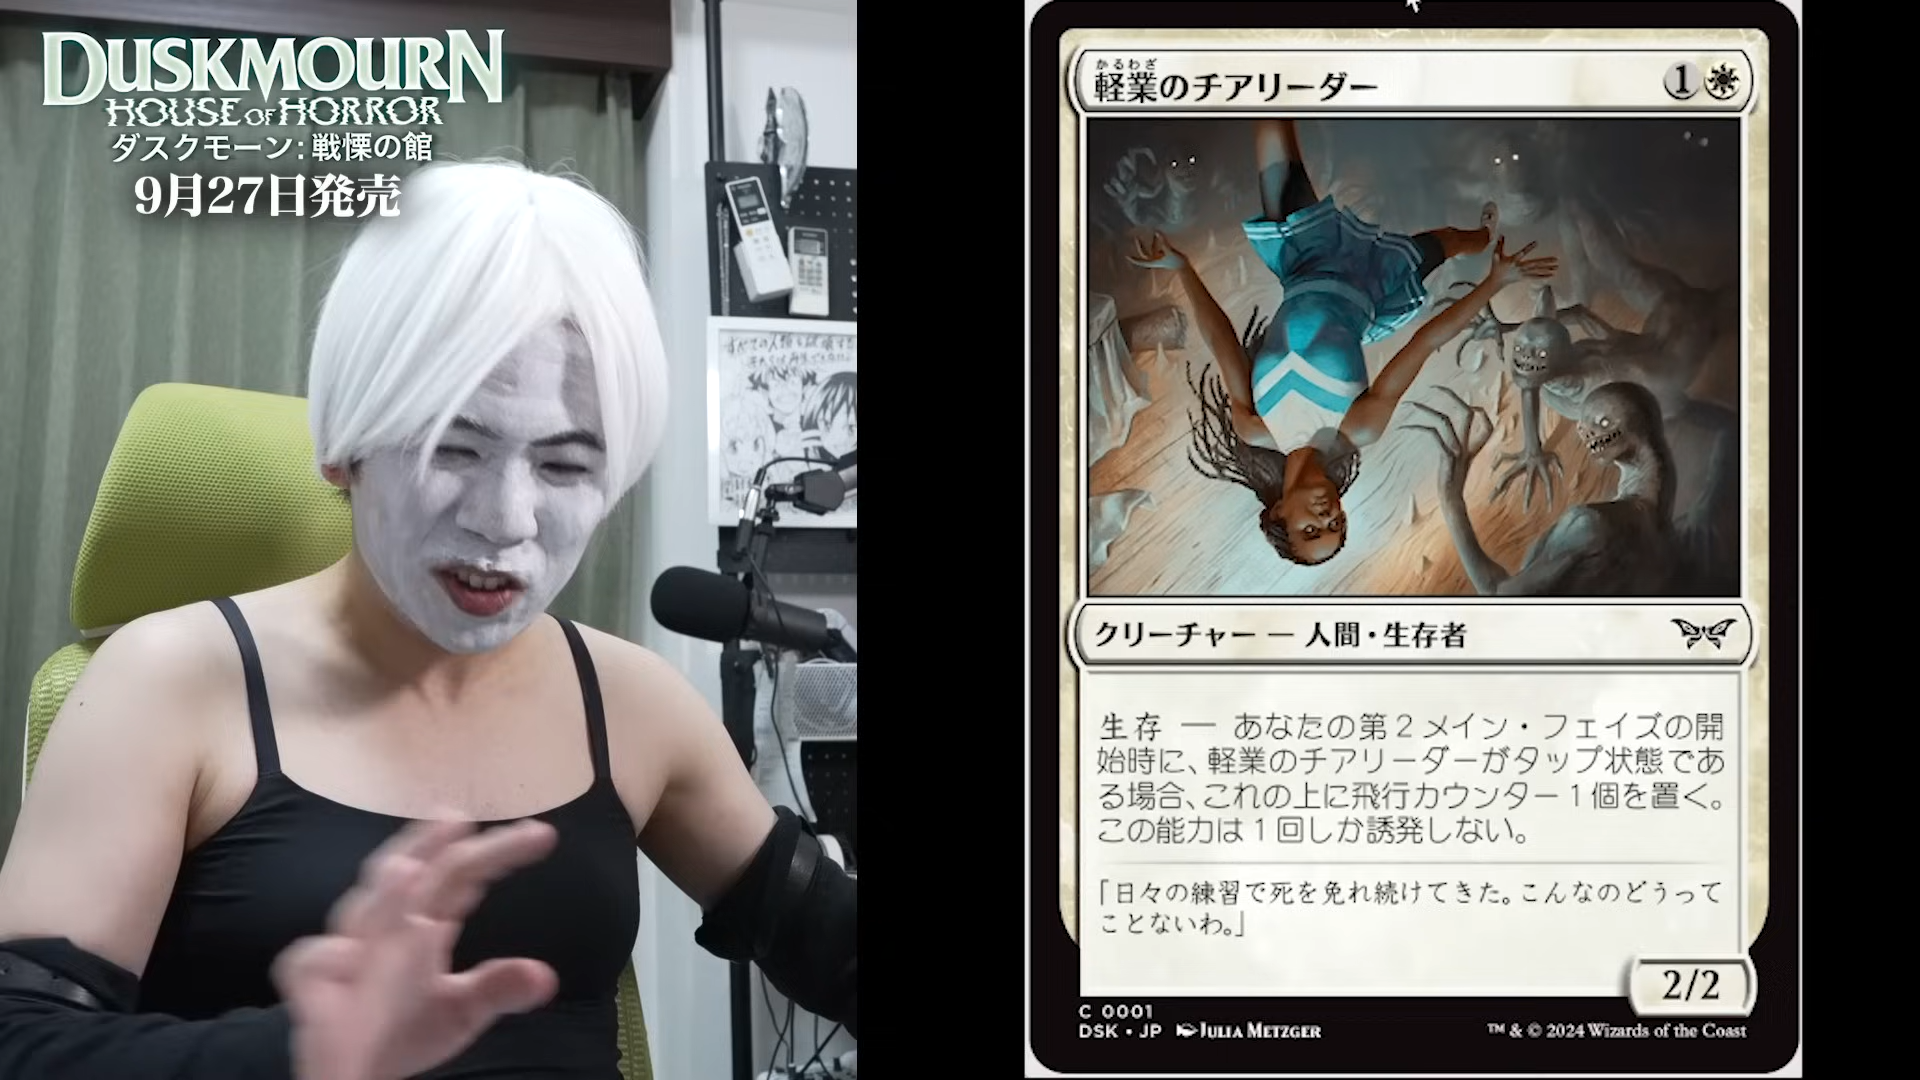 DUSKMOURN
HOUSE OF HORROR
ダスクモーン：戦慄の館
9月27日発売
かるわざ
軽業のチアリーダー
1
クリーチャー ― 人間・生存者
生存 ― あなたの第2メイン・フェイズの開
始時に、軽業のチアリーダーがタップ状態であ
る場合、これの上に飛行カウンター1個を置く。
この能力は1回しか誘発しない。
「日々の練習で死を免れ続けてきた。こんなのどうって
ことないわ。」
2/2
C 0001
DSK・JP JULIA METZGER
™ & © 2024 Wizards of the Coast